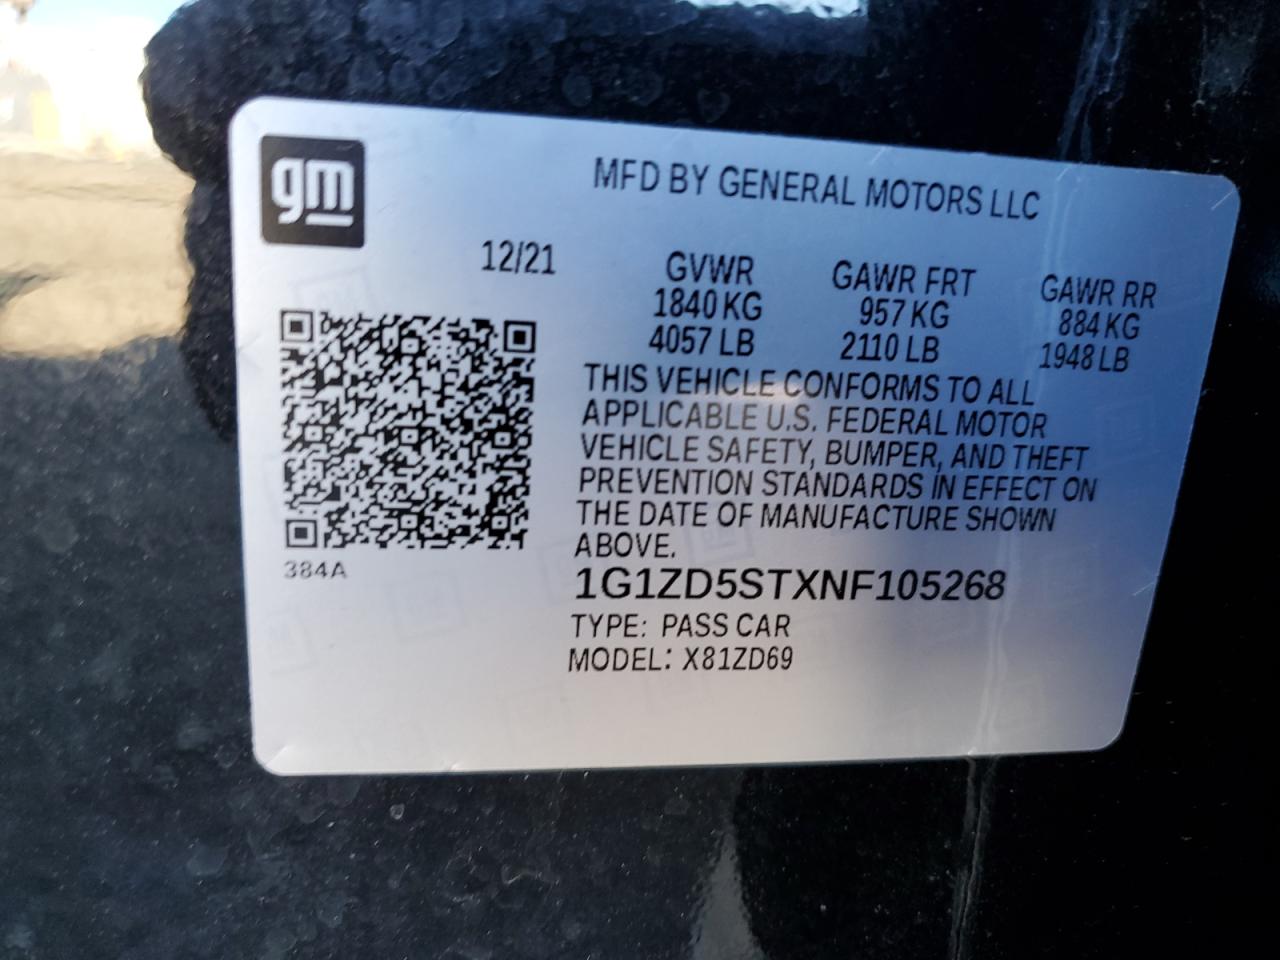 gm
MFD BY GENERAL MOTORS LLC
12/21
GVWR
1840 KG
4057 LB
GAWR FRT
957 KG
2110 LB
GAWR RR
884 KG
1948 LB
THIS VEHICLE CONFORMS TO ALL
APPLICABLE U.S. FEDERAL MOTOR
VEHICLE SAFETY, BUMPER, AND THEFT
PREVENTION STANDARDS IN EFFECT ON
THE DATE OF MANUFACTURE SHOWN
ABOVE.
384A
1G1ZD5STXNF105268
TYPE: PASS CAR
MODEL: X81ZD69